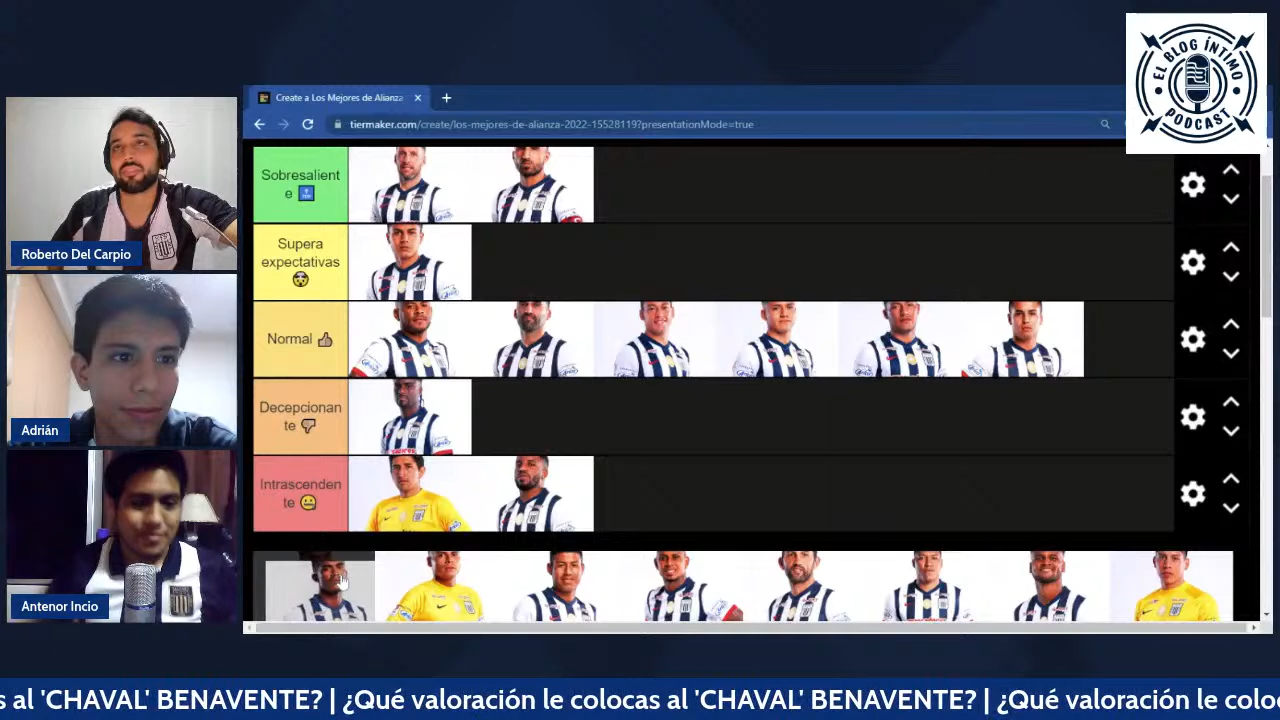 EL BLOG ÍNTIMO
PODCAST
Create a Los Mejores de Alianza
tiermaker.com/create/los-mejores-de-alianza-2022-15528119?presentationMode=true
Roberto Del Carpio
Adrián
Antenor Incio
Sobresalient
e
Supera
expectativas
Normal
Decepcionan
te
Intrascenden
te
s al 'CHAVAL' BENAVENTE? | ¿Qué valoración le colocas al 'CHAVAL' BENAVENTE? | ¿Qué valoración le colo